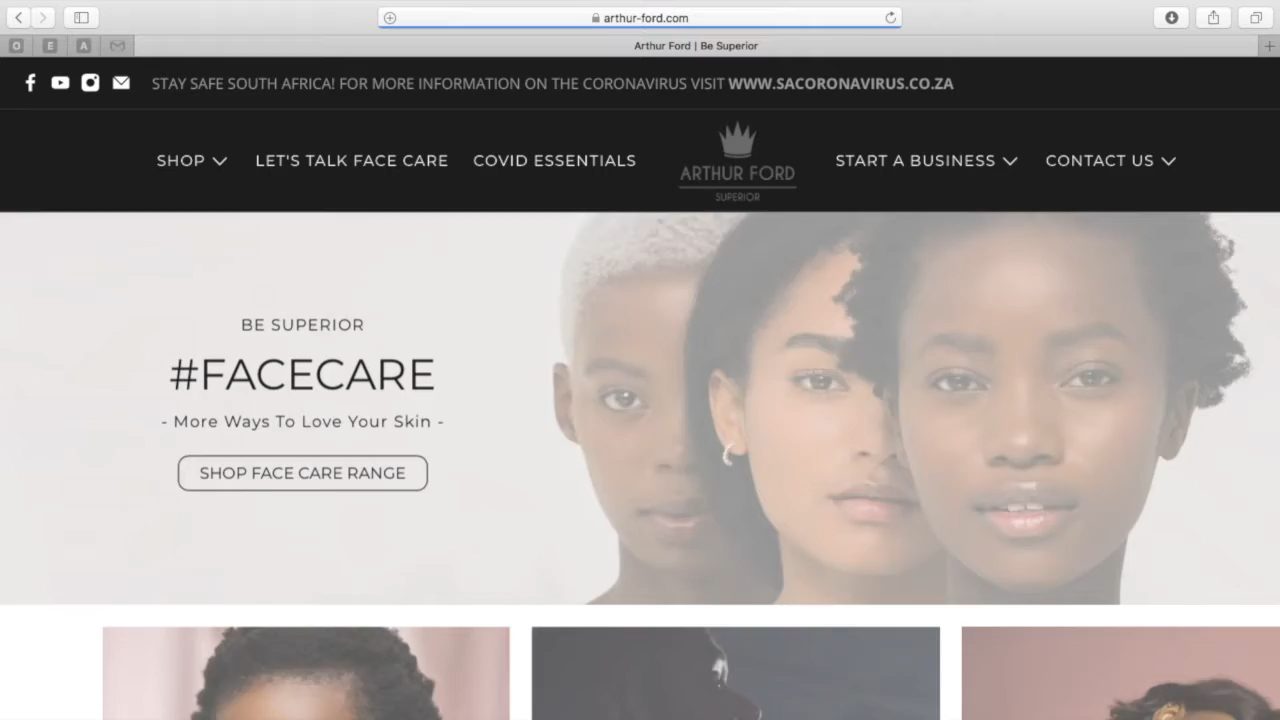 arthur-ford.com
O E A
Arthur Ford | Be Superior
STAY SAFE SOUTH AFRICA! FOR MORE INFORMATION ON THE CORONAVIRUS VISIT WWW.SACORONAVIRUS.CO.ZA
SHOP LET'S TALK FACE CARE COVID ESSENTIALS ARTHUR FORD START A BUSINESS CONTACT US
SUPERIOR
BE SUPERIOR
#FACECARE
- More Ways To Love Your Skin -
SHOP FACE CARE RANGE